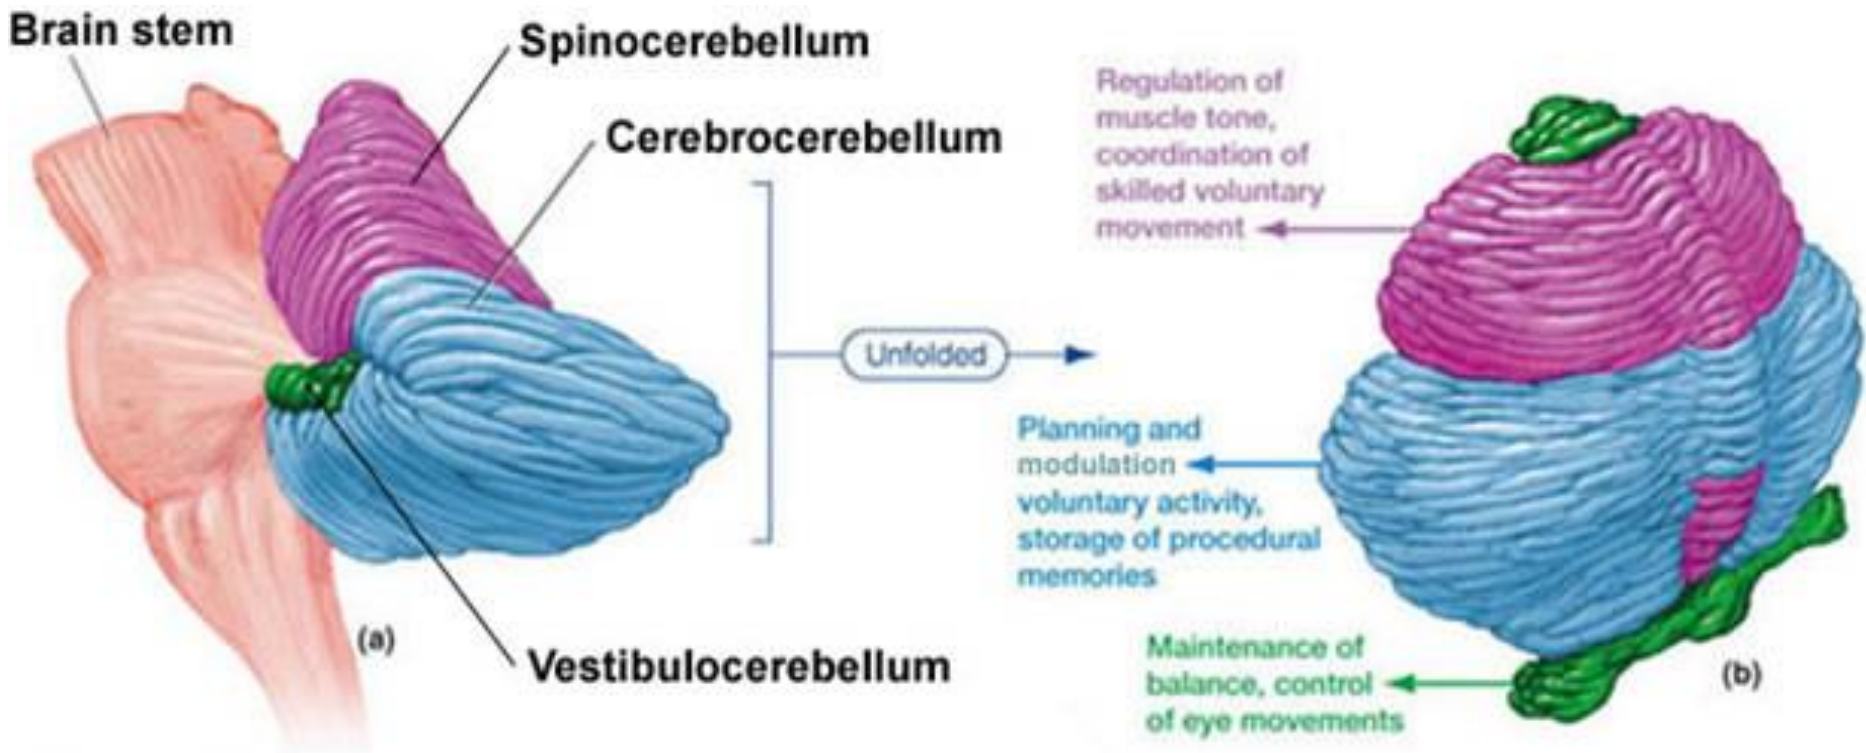 Brain stem
Spinocerebellum
Cerebrocerebellum
Vestibulocerebellum
(a)
Unfolded
Regulation of
muscle tone,
coordination of
skilled voluntary
movement
Planning and
modulation
voluntary activity,
storage of procedural
memories
Maintenance of
balance, control
of eye movements
(b)